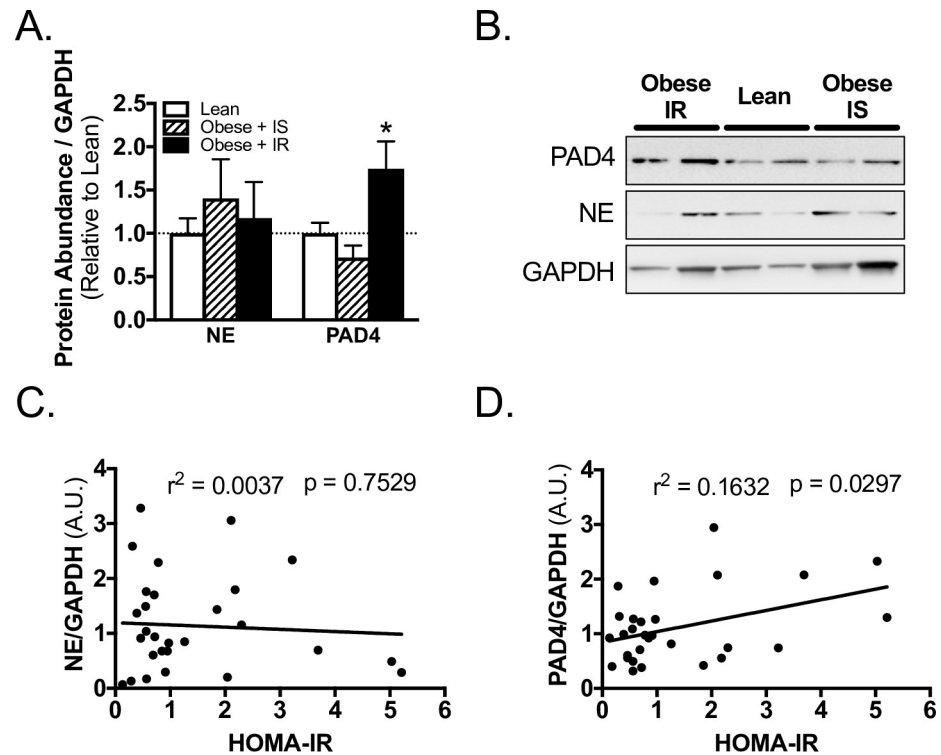 A.
Protein Abundance / GAPDH
(Relative to Lean)
2.5
2.0
1.5
1.0
0.5
0.0
Lean
Obese + IS
Obese + IR
*
NE
PAD4
B.
Obese
IR
Lean
Obese
IS
PAD4
NE
GAPDH
C.
NE/GAPDH (A.U.)
4
3
2
1
0
r² = 0.0037 p = 0.7529
0 1 2 3 4 5 6
HOMA-IR
D.
PAD4/GAPDH (A.U.)
4
3
2
1
0
r² = 0.1632 p = 0.0297
0 1 2 3 4 5 6
HOMA-IR